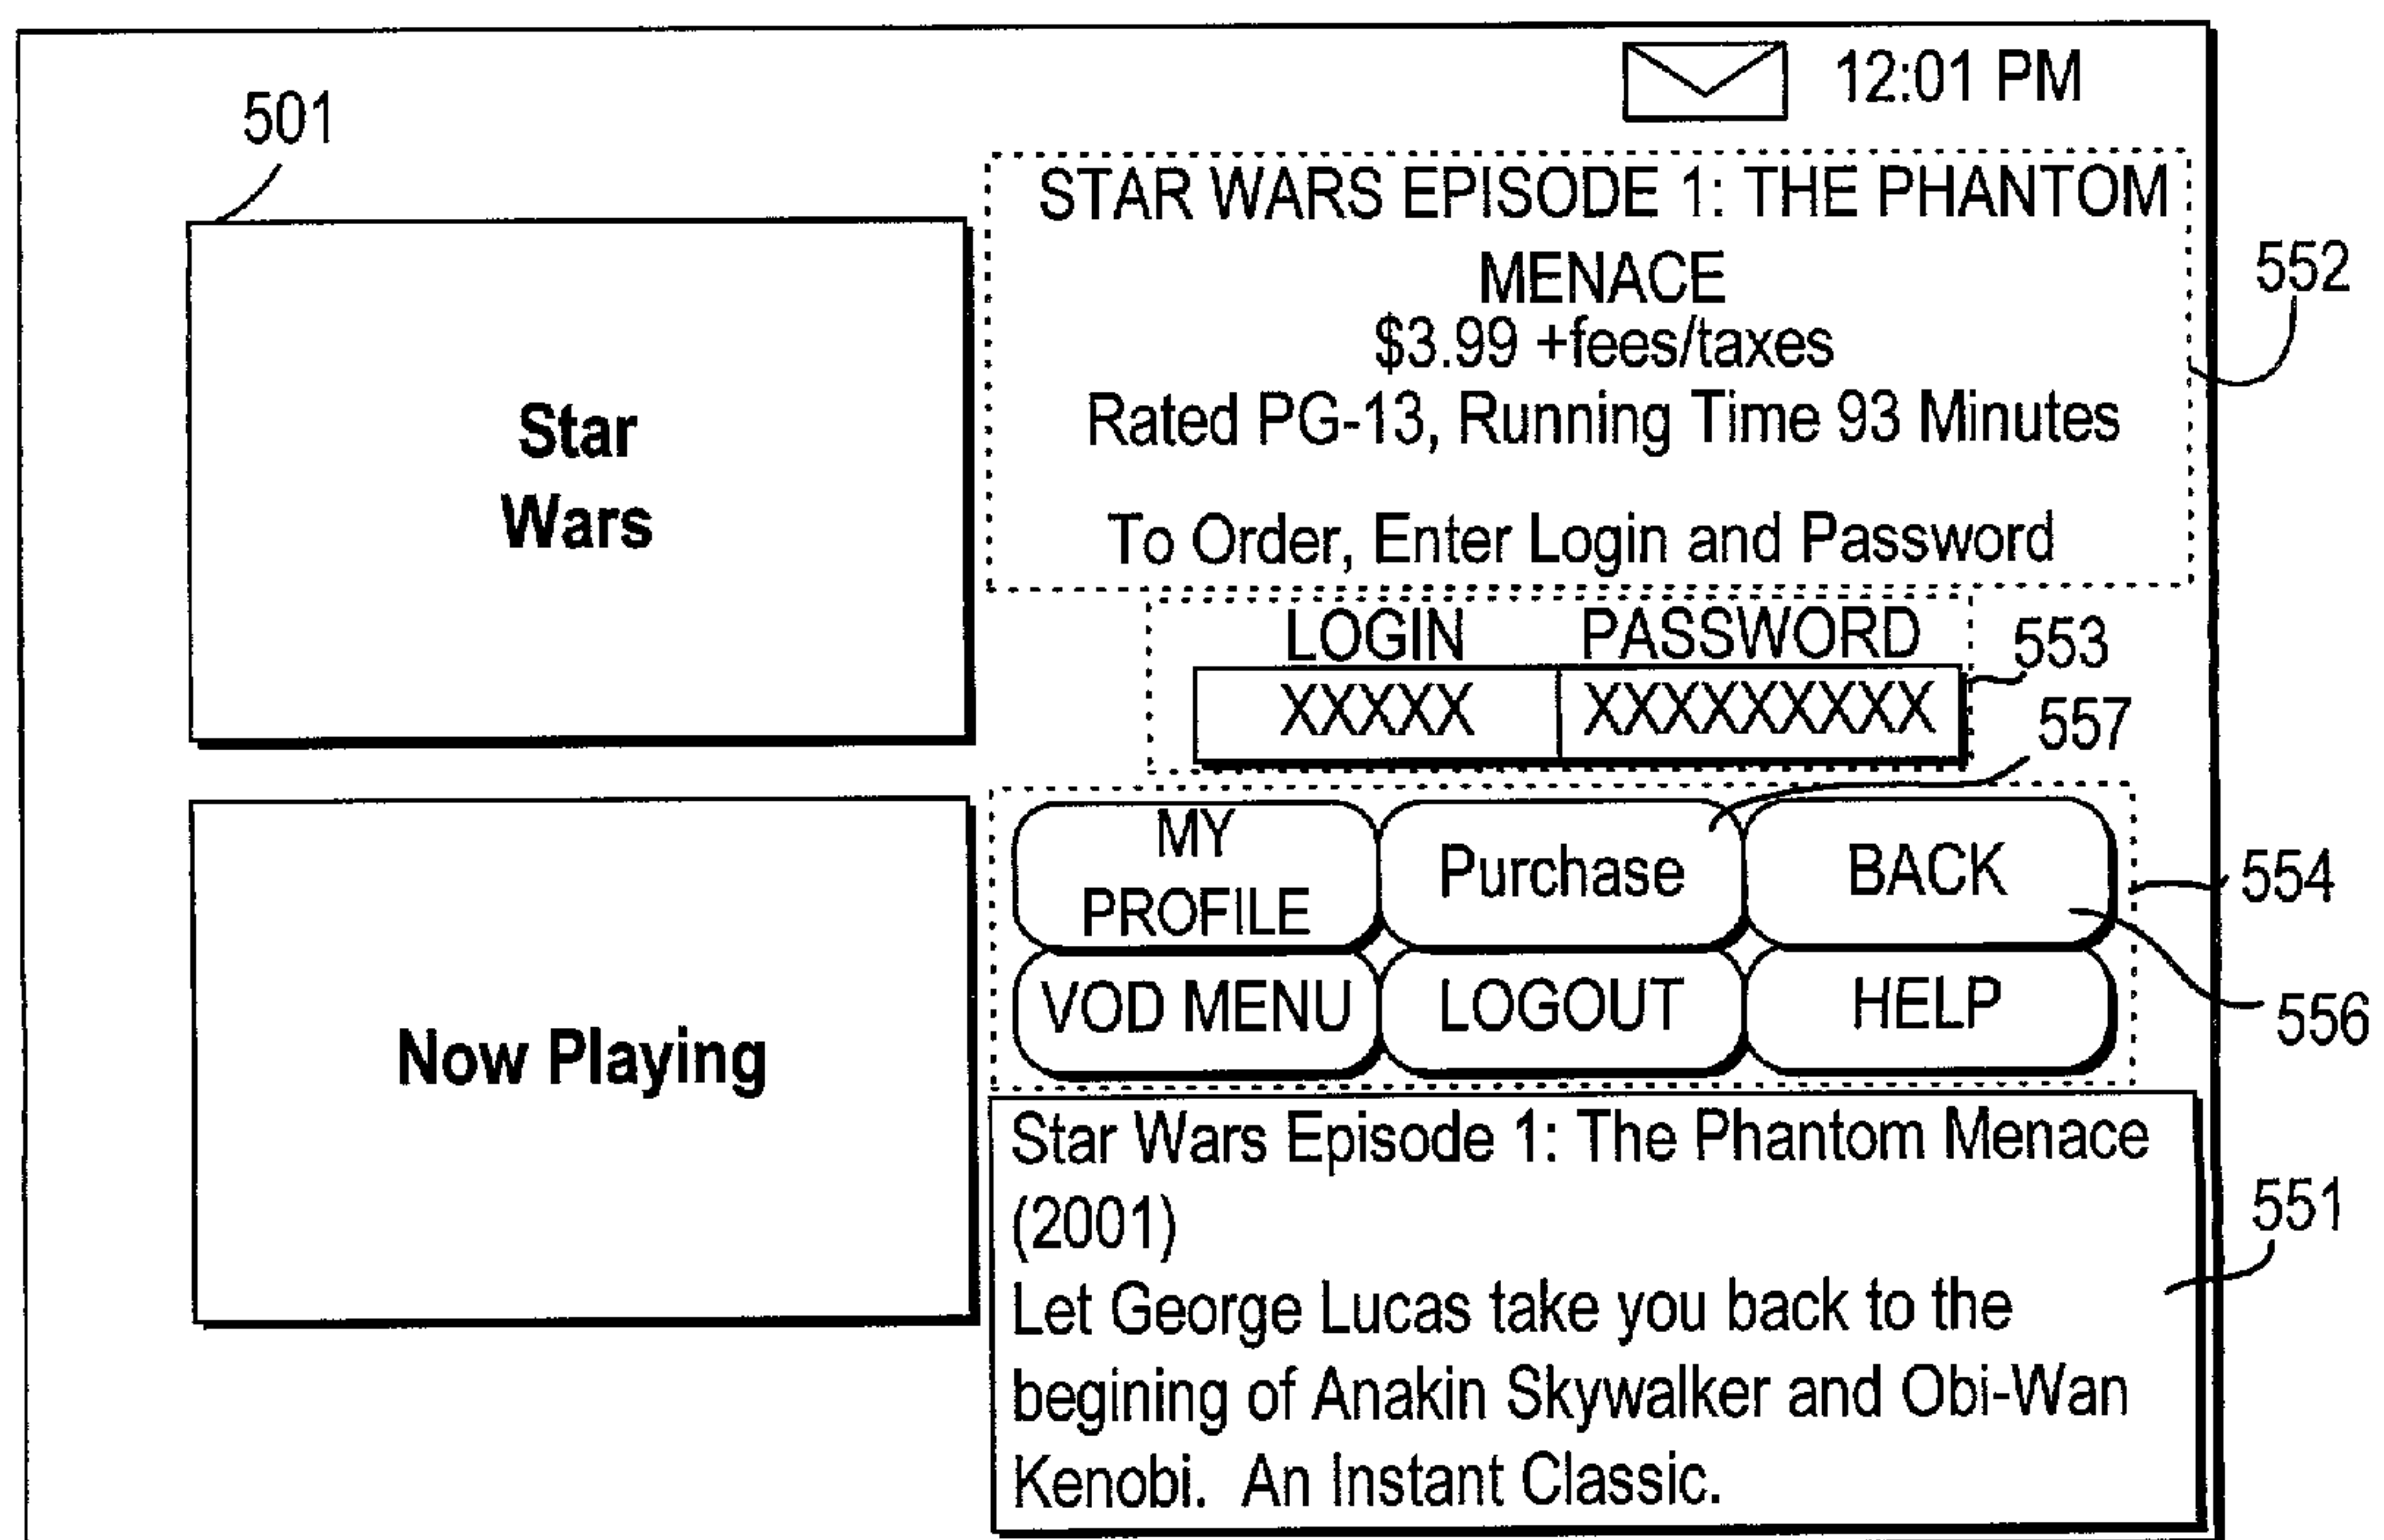 12:01 PM
501
STAR WARS EPISODE 1: THE PHANTOM
MENACE
$3.99 +fees/taxes
Rated PG-13, Running Time 93 Minutes
To Order, Enter Login and Password
552
Star
Wars
LOGIN PASSWORD
XXXXX XXXXXXXXX
553
557
MY
PROFILE
Purchase
BACK
554
VOD MENU
LOGOUT
HELP
556
Now Playing
Star Wars Episode 1: The Phantom Menace
(2001)
Let George Lucas take you back to the
begining of Anakin Skywalker and Obi-Wan
Kenobi. An Instant Classic.
551